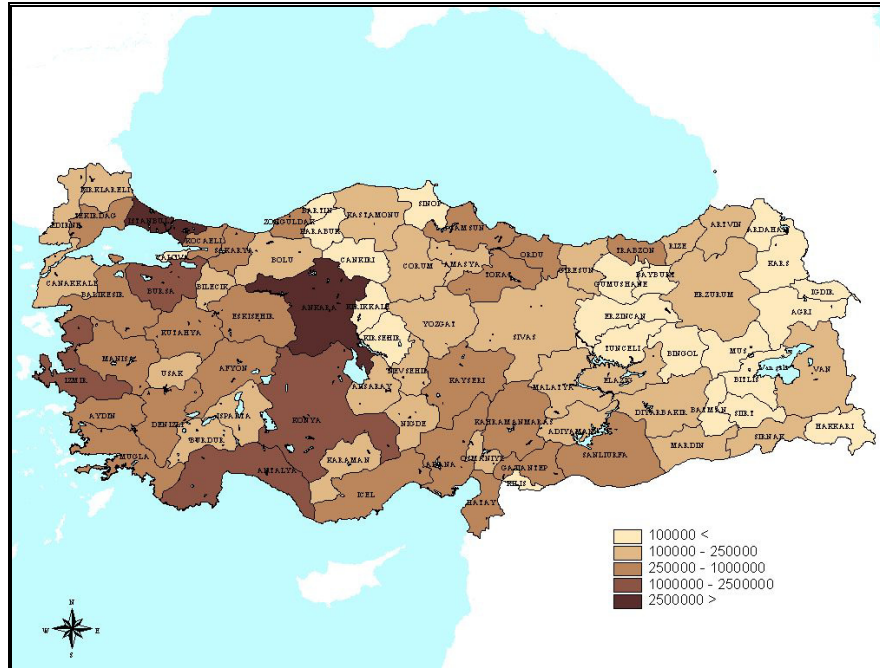 KIRKLARELI
EDIRNE
TEKIRDAG
ISTANBUL
KOCAELI
YALOVA
SAKARYA
ZONGULDAK
BARTIN
KARABUK
KASTAMONU
SINOP
SAMSUN
BOLU
CANKIRI
CORUM
AMASYA
ORDU
TOKAT
GIRESUN
TRABZON
RIZE
ARTVIN
ARDAHAN
KARS
GUMUSHANE
BAYBURT
CANAKKALE
BALIKESIR
BURSA
BILECIK
ESKISEHIR
ANKARA
KIRIKKALE
KIRSEHIR
YOZGAT
SIVAS
ERZINCAN
ERZURUM
IGDIR
AGRI
KUTAHYA
MANISA
USAK
AFYON
IZMIR
TUNCELI
BINGOL
MUS
BITLIS
Van golu
VAN
AKSARAY
NEVSEHIR
KAYSERI
MALATYA
ELAZIG
DIYARBAKIR
BATMAN
SIIRT
HAKKARI
AYDIN
DENIZLI
ISPARTA
BURDUR
KONYA
NIGDE
KAHRAMANMARAS
ADIYAMAN
SANLIURFA
MARDIN
SIRNAK
MUGLA
ANTALYA
KARAMAN
ICEL
ADANA
OSMANIYE
GAZIANTEP
KILIS
HATAY
100000 <
100000 - 250000
250000 - 1000000
1000000 - 2500000
2500000 >
N
W E
S